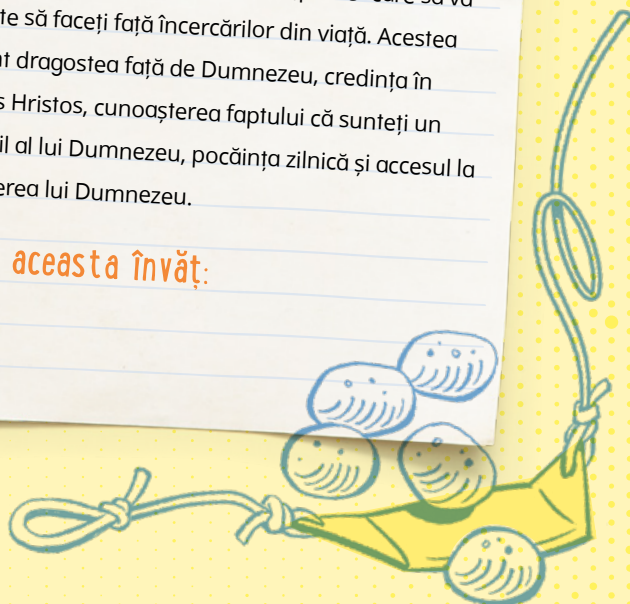 te să faceți față încercărilor din viață. Acestea
t dragostea față de Dumnezeu, credința în
s Hristos, cunoașterea faptului că sunteți un
il al lui Dumnezeu, pocăința zilnică și accesul la
erea lui Dumnezeu.
aceasta învăț: